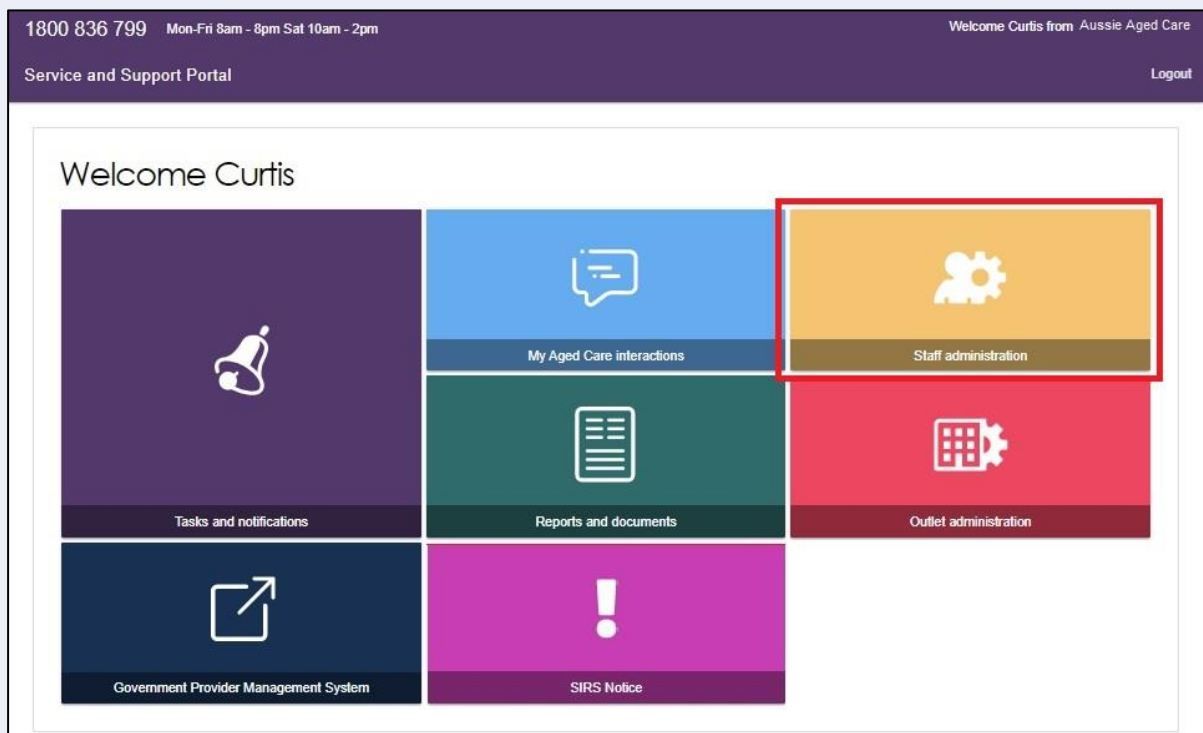 1800 836 799 Mon-Fri 8am - 8pm Sat 10am - 2pm
Welcome Curtis from Aussie Aged Care
Service and Support Portal
Logout
Welcome Curtis
My Aged Care interactions
Staff administration
Tasks and notifications
Reports and documents
Outlet administration
Government Provider Management System
SIRS Notice